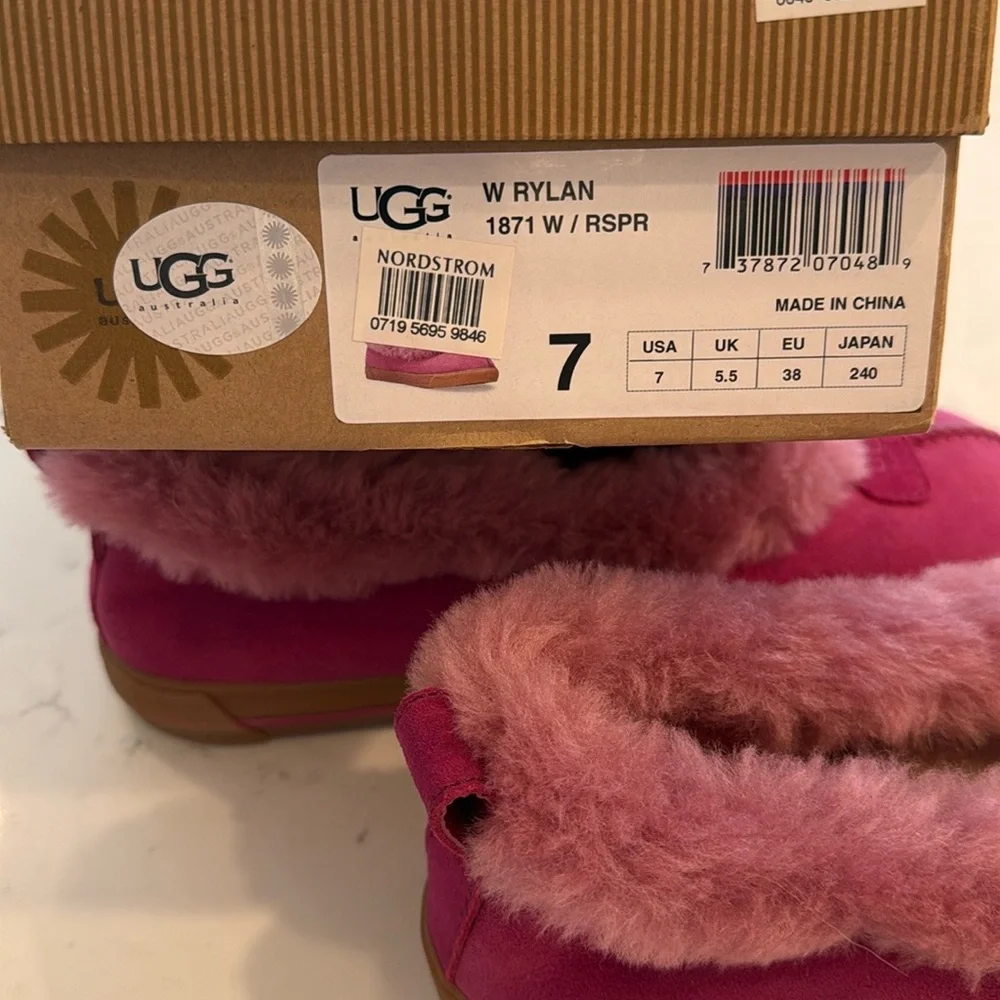 UGG
australia
UGG
W RYLAN
1871 W / RSPR
NORDSTROM
0719 5695 9846
7 37872 07048 9
MADE IN CHINA
7
USA UK EU JAPAN
7 5.5 38 240